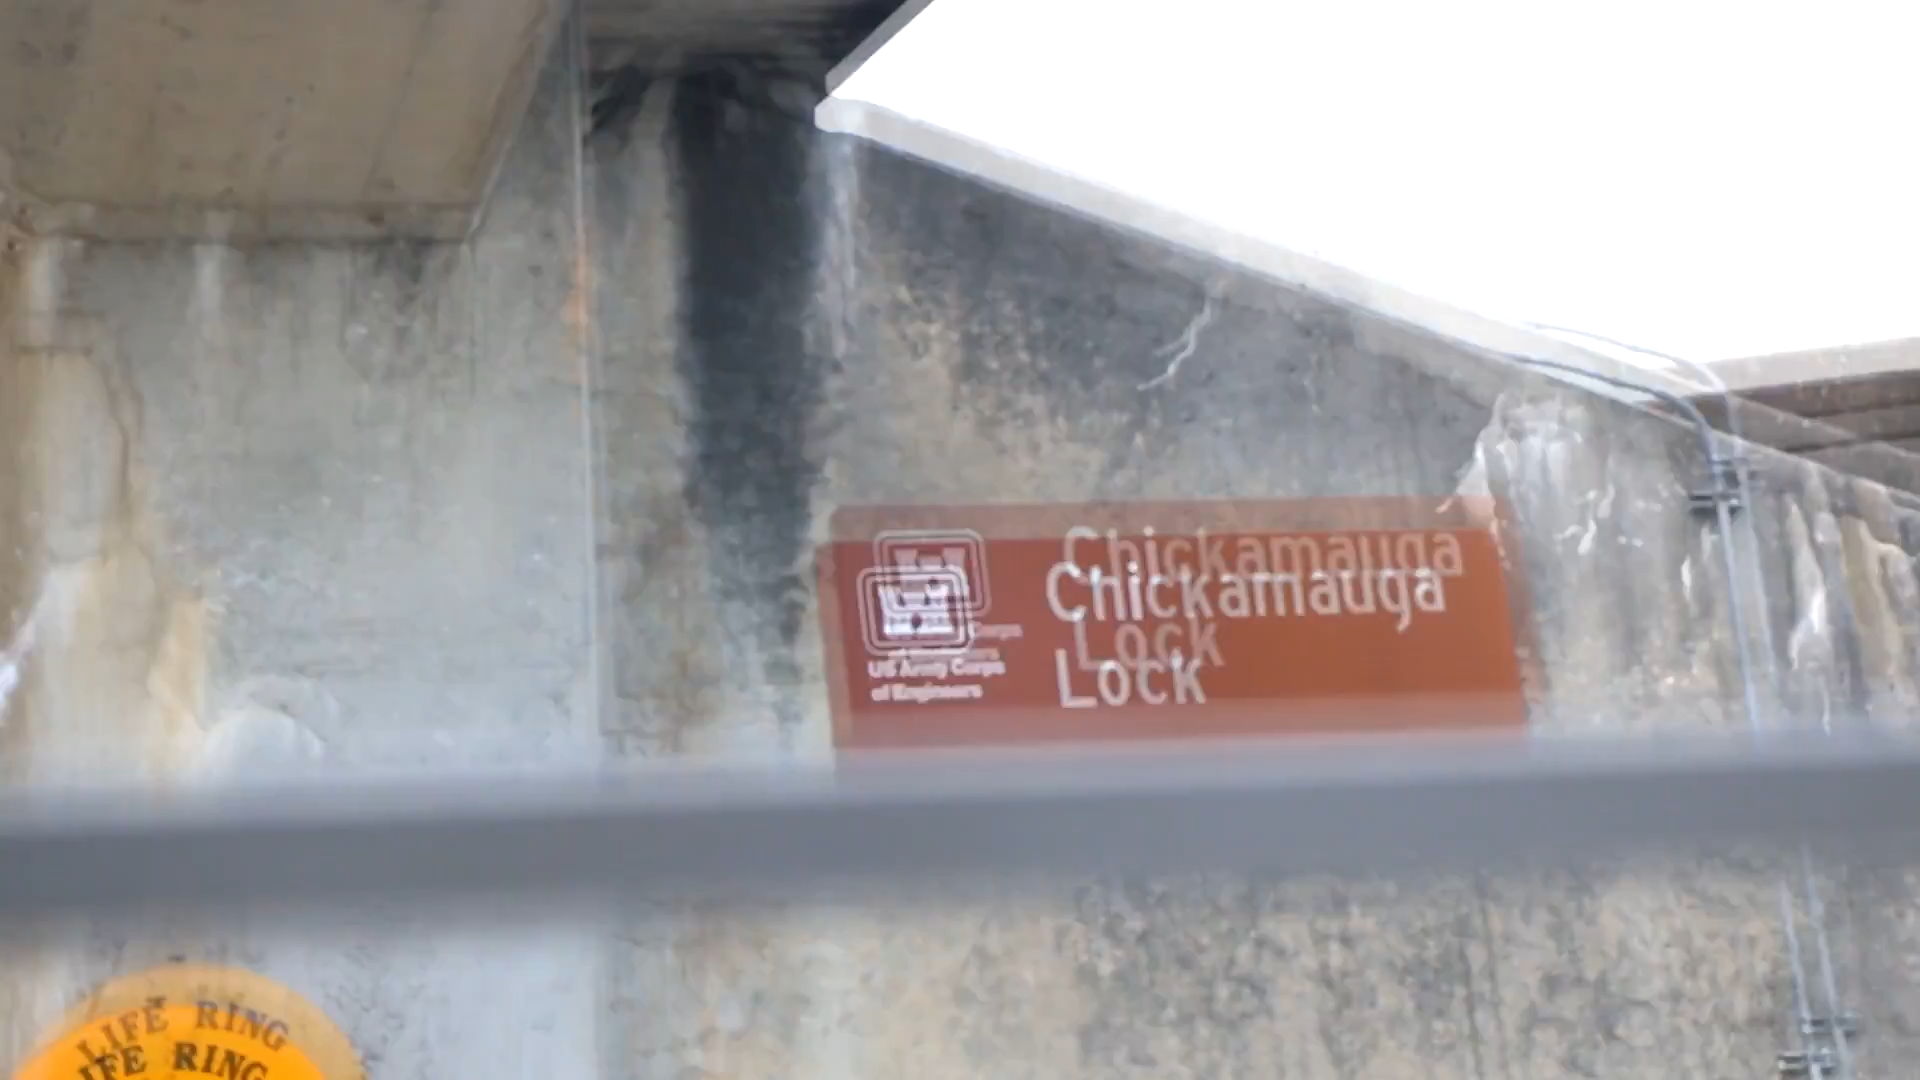 Chickamauga
Lock
US Army Corps
of Engineers
LIFE RING